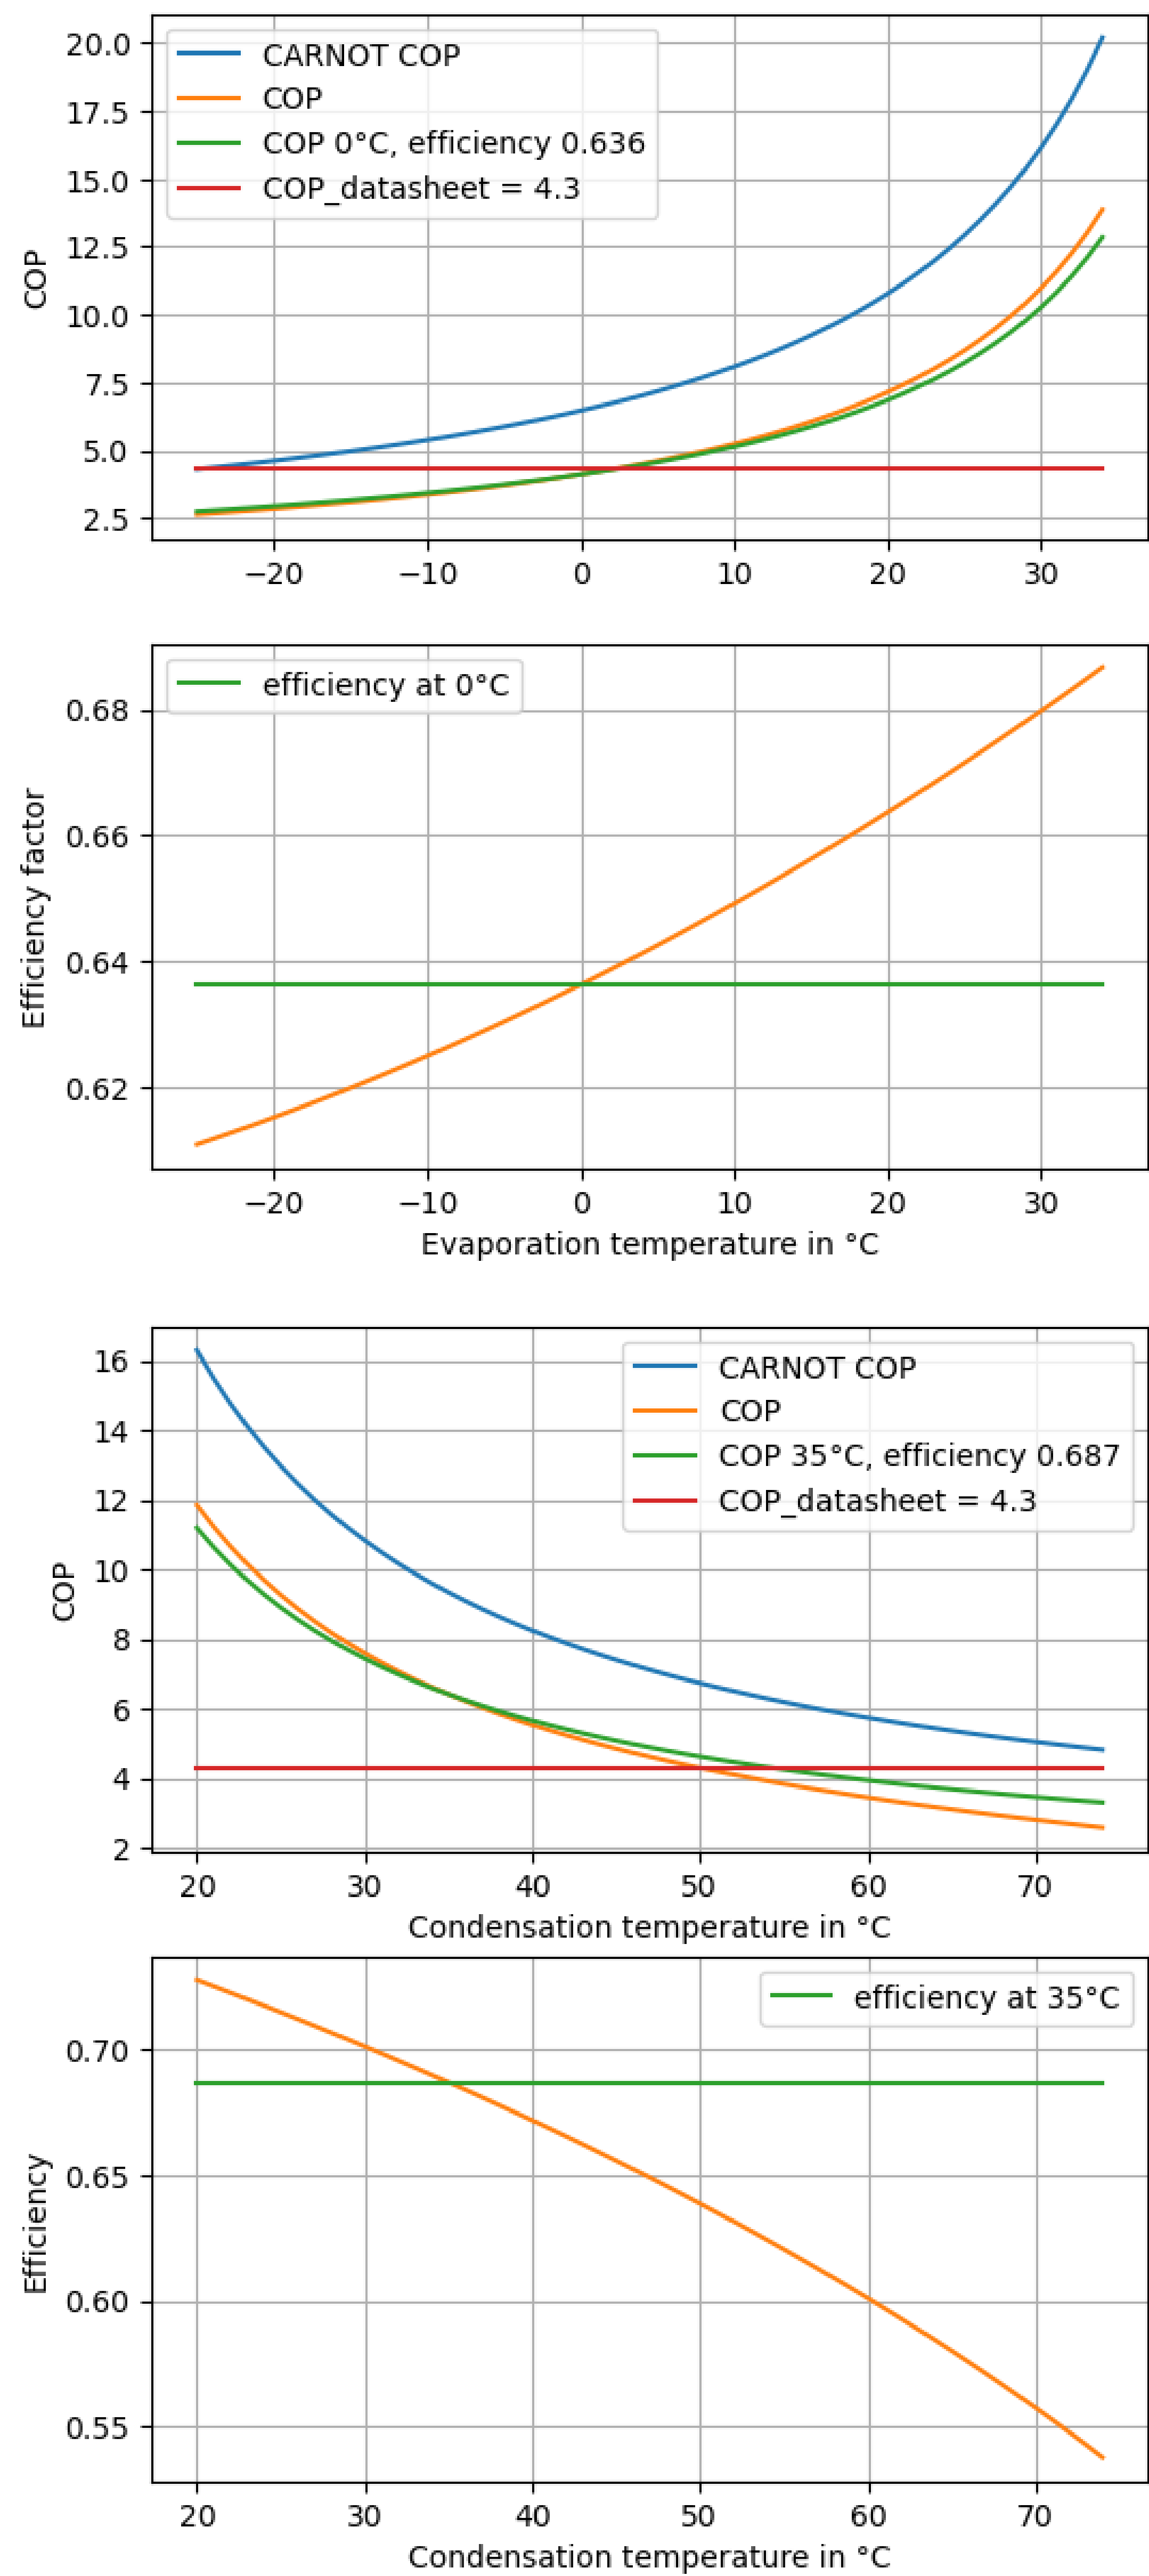 20.0
17.5
15.0
12.5
10.0
7.5
5.0
2.5
COP
CARNOT COP
COP
COP 0°C, efficiency 0.636
COP_datasheet = 4.3
−20 −10 0 10 20 30
0.68
0.66
0.64
0.62
Efficiency factor
efficiency at 0°C
−20 −10 0 10 20 30
Evaporation temperature in °C
16
14
12
10
8
6
4
2
COP
CARNOT COP
COP
COP 35°C, efficiency 0.687
COP_datasheet = 4.3
20 30 40 50 60 70
Condensation temperature in °C
0.70
0.65
0.60
0.55
Efficiency
efficiency at 35°C
20 30 40 50 60 70
Condensation temperature in °C